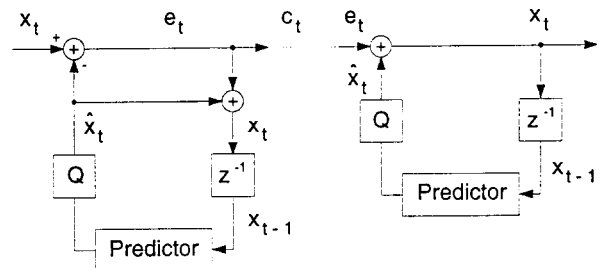 x_t + e_t c_t
-
x̂_t
x_t
Q
z^-1
x_t-1
Predictor
e_t x_t
x̂_t
Q
z^-1
x_t-1
Predictor